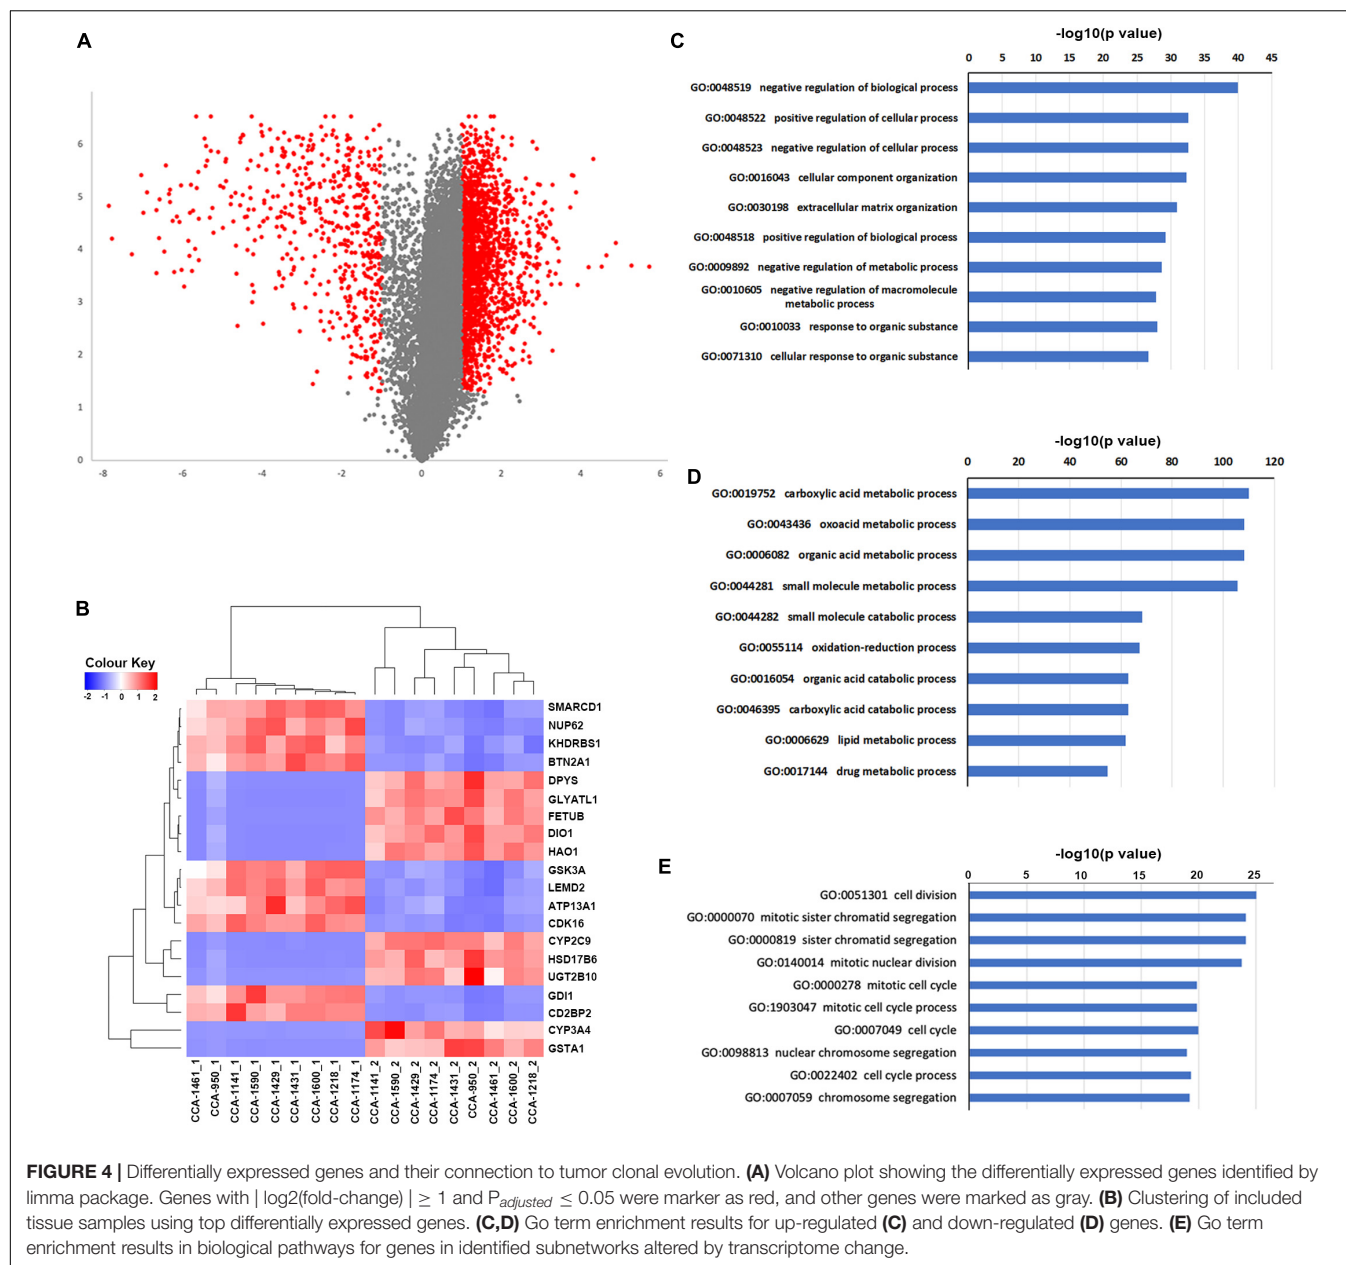 A
6
5
4
3
2
1
0
-8
-6
-4
-2
0
2
4
6
B
Colour Key
-2 -1 0 1 2
SMARCD1
NUP62
KHDRBS1
BTN2A1
DPYS
GLYATL1
FETUB
DIO1
HAO1
GSK3A
LEMD2
ATP13A1
CDK16
CYP2C9
HSD17B6
UGT2B10
GDI1
CD2BP2
CYP3A4
GSTA1
CCA-1461_1
CCA-950_1
CCA-1141_1
CCA-1590_1
CCA-1429_1
CCA-1431_1
CCA-1600_1
CCA-1218_1
CCA-1174_1
CCA-1141_2
CCA-1590_2
CCA-1429_2
CCA-1174_2
CCA-1431_2
CCA-950_2
CCA-1461_2
CCA-1600_2
CCA-1218_2
C
-log10(p value)
0 5 10 15 20 25 30 35 40 45
GO:0048519 negative regulation of biological process
GO:0048522 positive regulation of cellular process
GO:0048523 negative regulation of cellular process
GO:0016043 cellular component organization
GO:0030198 extracellular matrix organization
GO:0048518 positive regulation of biological process
GO:0009892 negative regulation of metabolic process
GO:0010605 negative regulation of macromolecule
metabolic process
GO:0010033 response to organic substance
GO:0071310 cellular response to organic substance
D
-log10(p value)
0 20 40 60 80 100 120
GO:0019752 carboxylic acid metabolic process
GO:0043436 oxoacid metabolic process
GO:0006082 organic acid metabolic process
GO:0044281 small molecule metabolic process
GO:0044282 small molecule catabolic process
GO:0055114 oxidation-reduction process
GO:0016054 organic acid catabolic process
GO:0046395 carboxylic acid catabolic process
GO:0006629 lipid metabolic process
GO:0017144 drug metabolic process
E
-log10(p value)
0 5 10 15 20 25
GO:0051301 cell division
GO:0000070 mitotic sister chromatid segregation
GO:0000819 sister chromatid segregation
GO:0140014 mitotic nuclear division
GO:0000278 mitotic cell cycle
GO:1903047 mitotic cell cycle process
GO:0007049 cell cycle
GO:0098813 nuclear chromosome segregation
GO:0022402 cell cycle process
GO:0007059 chromosome segregation
FIGURE 4 | Differentially expressed genes and their connection to tumor clonal evolution. (A) Volcano plot showing the differentially expressed genes identified by
limma package. Genes with | log2(fold-change) | ≥ 1 and Padjusted ≤ 0.05 were marker as red, and other genes were marked as gray. (B) Clustering of included
tissue samples using top differentially expressed genes. (C,D) Go term enrichment results for up-regulated (C) and down-regulated (D) genes. (E) Go term
enrichment results in biological pathways for genes in identified subnetworks altered by transcriptome change.